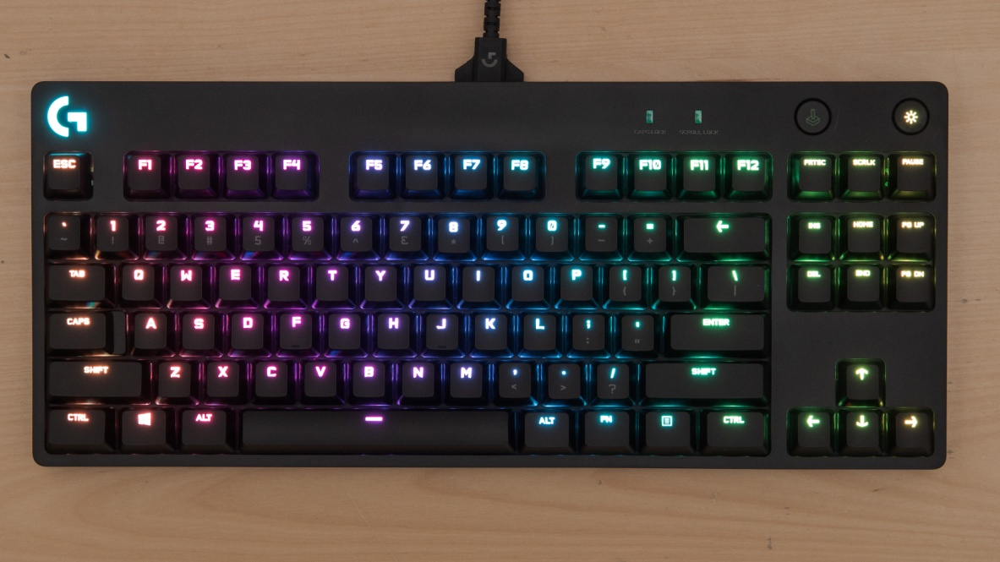 G
CAPS LOCK SCROLL LOCK
ESC F1 F2 F3 F4 F5 F6 F7 F8 F9 F10 F11 F12 PRTSC SCRLK PAUSE
` 1 2 3 4 5 6 7 8 9 0 - = ← INS HOME PG UP
~ ! @ # $ % ^ & * ( ) _ +
TAB Q W E R T Y U I O P [ ] \ DEL END PG DN
{ } |
CAPS A S D F G H J K L ; ' ENTER
: "
SHIFT Z X C V B N M , . / SHIFT ↑
< > ?
CTRL ALT ALT FN CTRL ← ↓ →